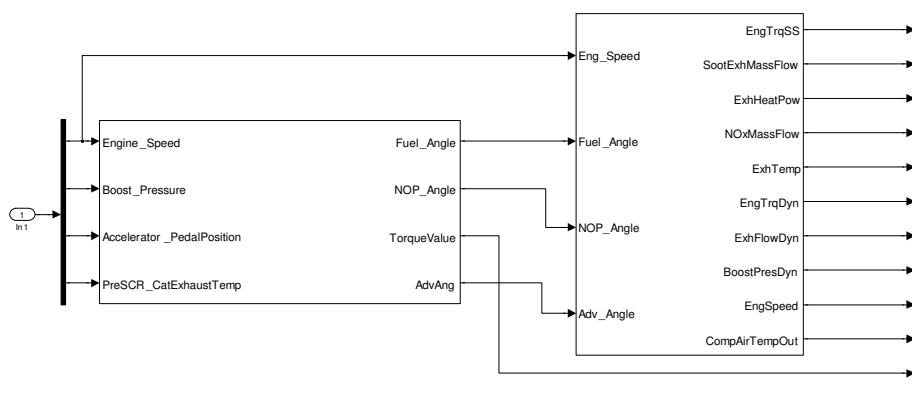 1
In 1
Engine_Speed
Boost_Pressure
Accelerator _PedalPosition
PreSCR_CatExhaustTemp
Fuel_Angle
NOP_Angle
TorqueValue
AdvAng
Eng_Speed
Fuel_Angle
NOP_Angle
Adv_Angle
EngTrqSS
SootExhMassFlow
ExhHeatPow
NOxMassFlow
ExhTemp
EngTrqDyn
ExhFlowDyn
BoostPresDyn
EngSpeed
CompAirTempOut